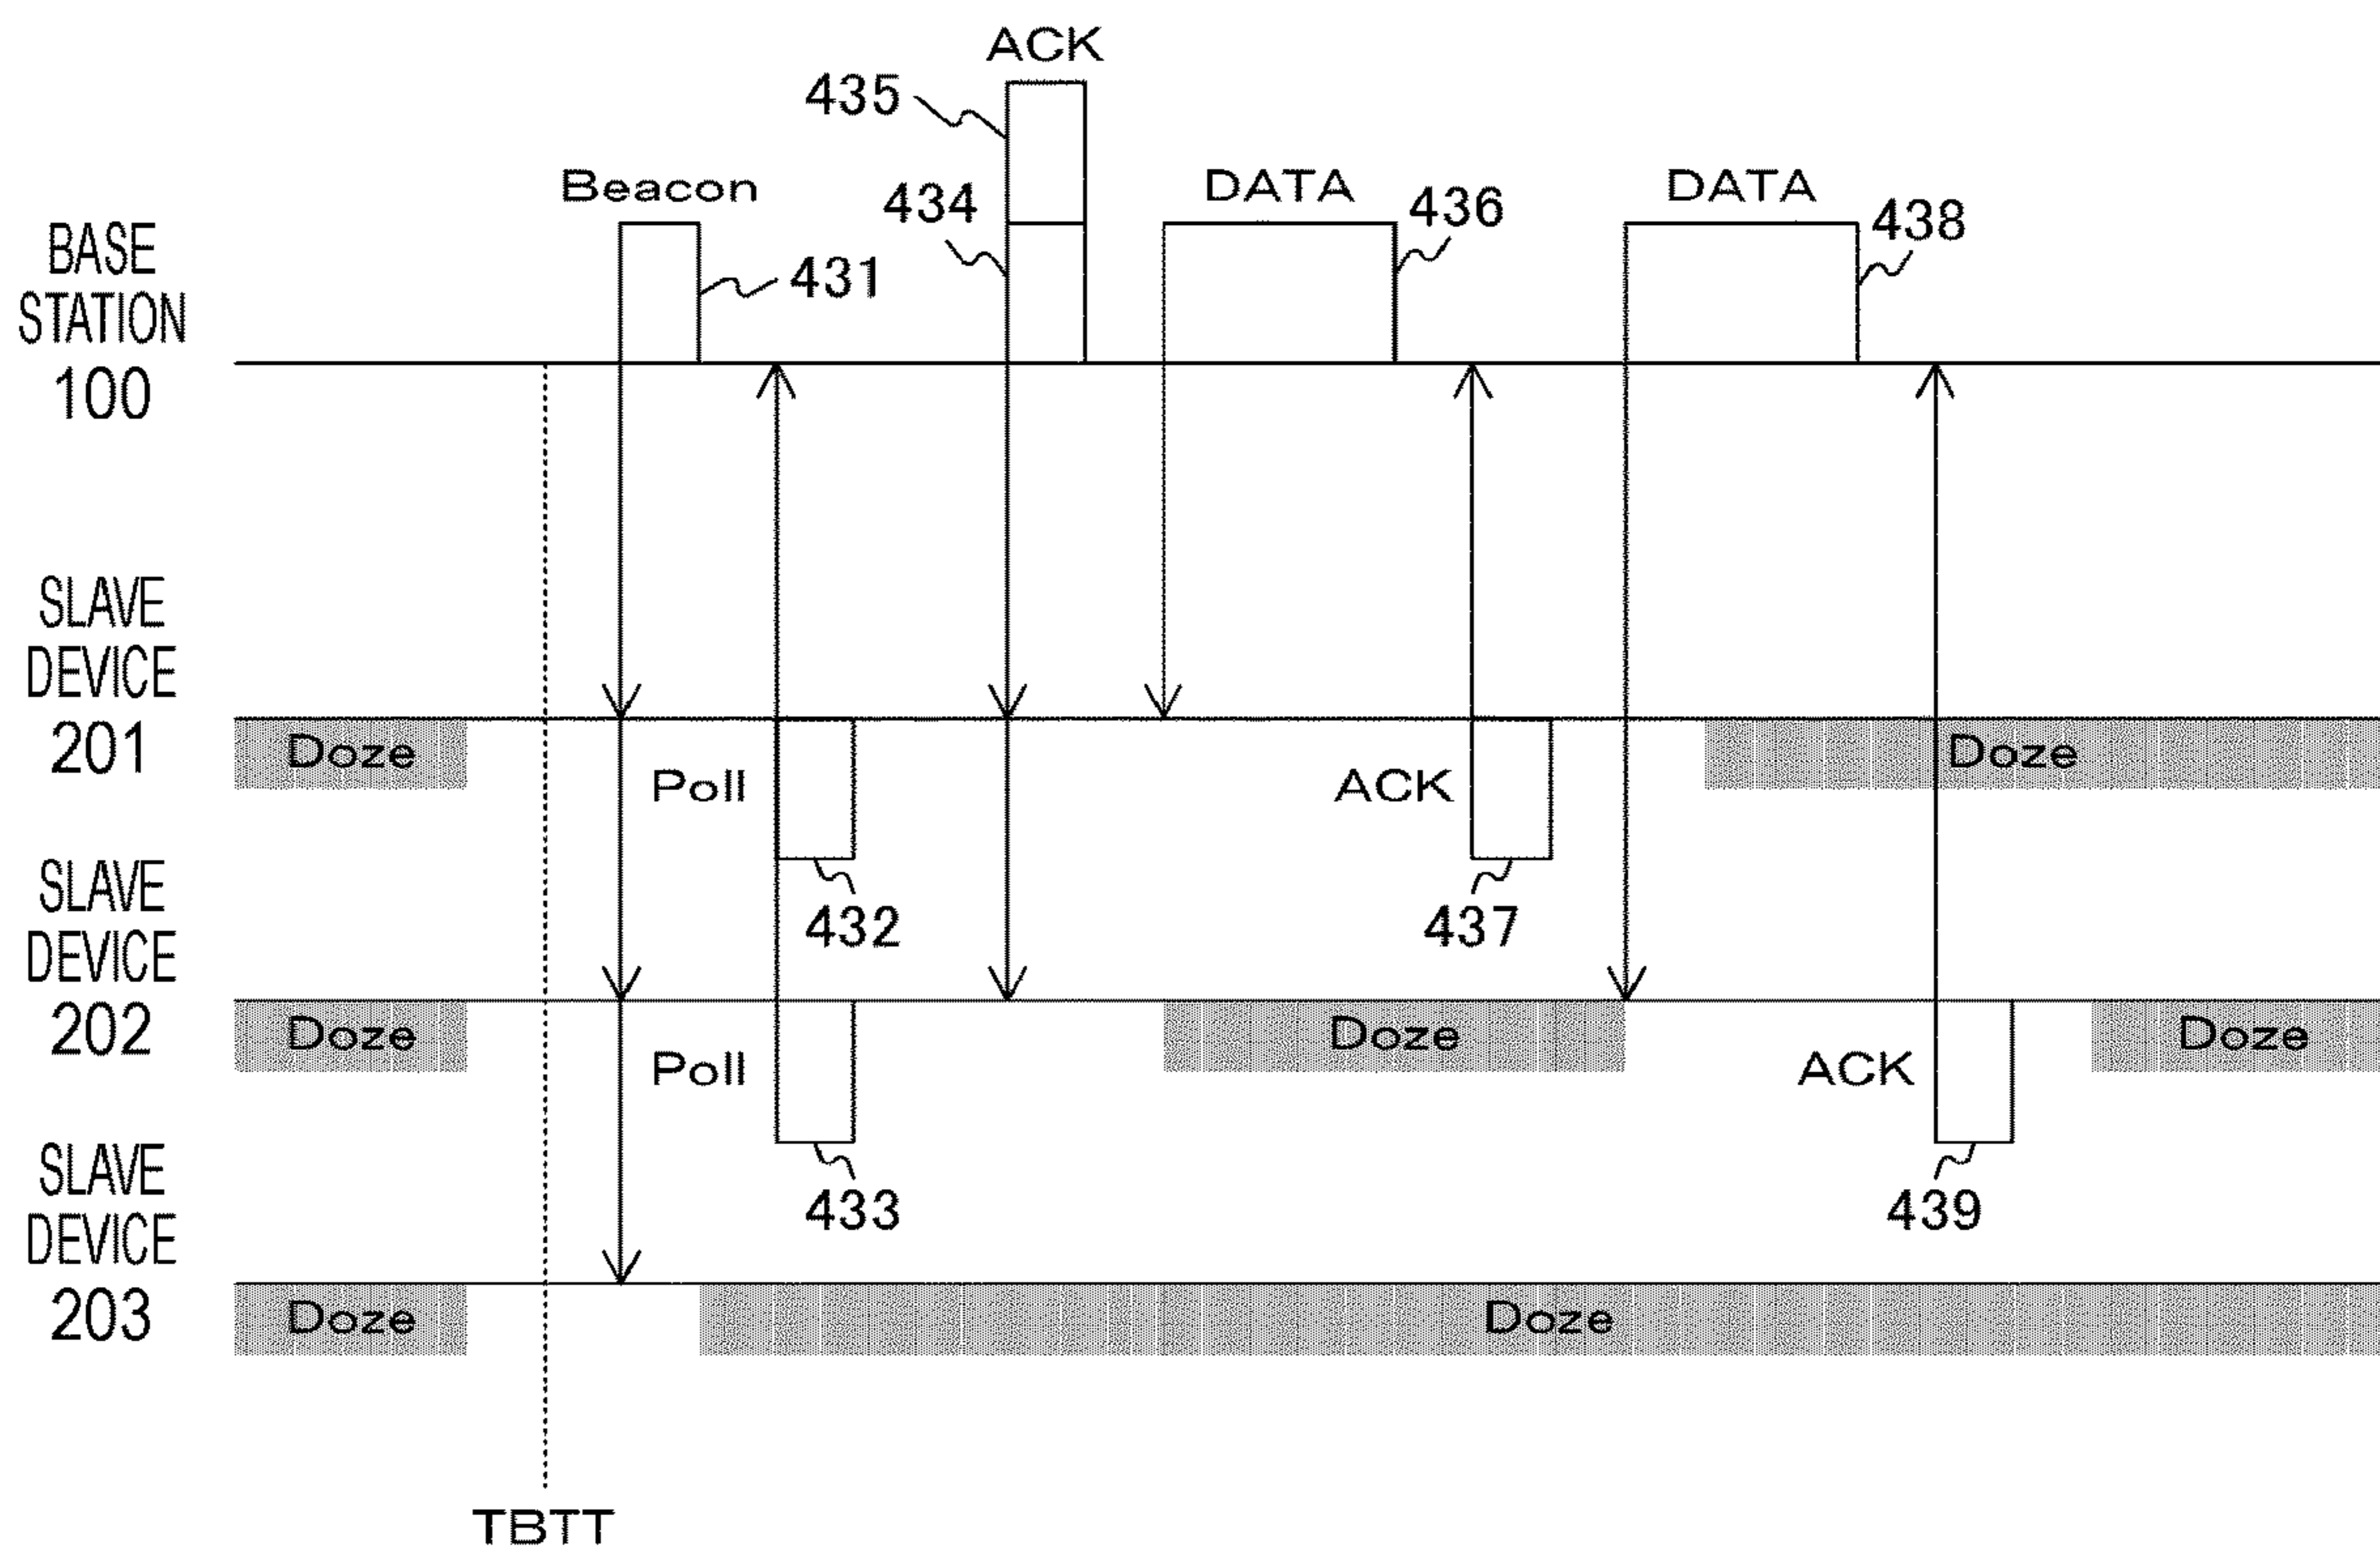 ACK
435
Beacon
434
DATA
436
DATA
438
431
BASE
STATION
100
SLAVE
DEVICE
201
Doze
Poll
432
ACK
437
Doze
SLAVE
DEVICE
202
Doze
Poll
433
Doze
ACK
439
Doze
SLAVE
DEVICE
203
Doze
Doze
TBTT